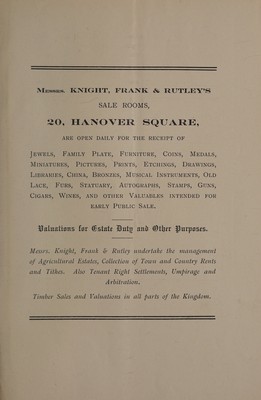 Messrs. KNIGHT, FRANK & RUTLEY'S
SALE ROOMS,
20, HANOVER SQUARE,
ARE OPEN DAILY FOR THE RECEIPT OF
Jewels, Family Plate, Furniture, Coins, Medals,
Miniatures, Pictures, Prints, Etchings, Drawings,
Libraries, China, Bronzes, Musical Instruments, Old
Lace, Furs, Statuary, Autographs, Stamps, Guns,
Cigars, Wines, and other Valuables intended for
early Public Sale.
Valuations for Estate Duty and Other Purposes.
Messrs. Knight, Frank & Rutley undertake the management
of Agricultural Estates, Collection of Town and Country Rents
and Tithes. Also Tenant Right Settlements, Umpirage and
Arbitration.
Timber Sales and Valuations in all parts of the Kingdom.